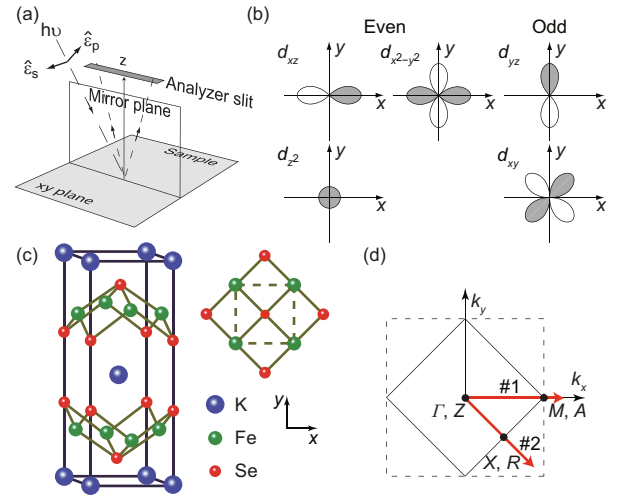 (a)
hυ
ε̂p
ε̂s
z
Analyzer slit
Mirror plane
Sample
xy plane
(b)
Even
Odd
dxz
y
x
dx²−y²
y
x
dyz
y
x
dz²
y
x
dxy
y
x
(c)
K
Fe
Se
y
x
(d)
ky
kx
#1
Γ, Z
M, A
#2
X, R